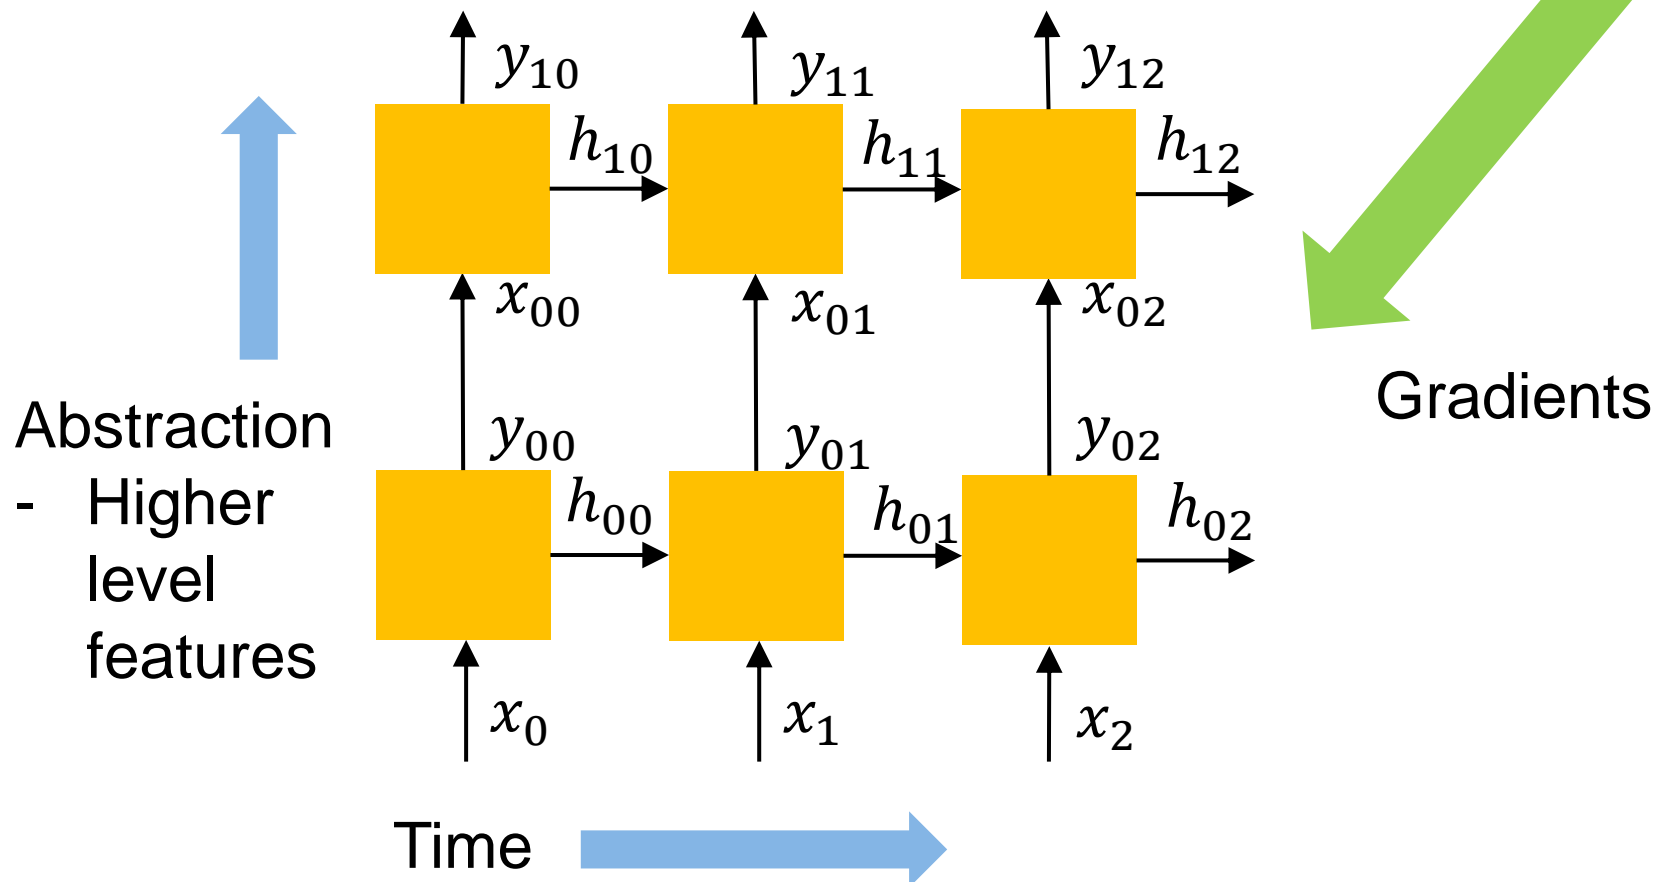 y₁₀ y₁₁ y₁₂
h₁₀ h₁₁ h₁₂
x₀₀ x₀₁ x₀₂
Gradients
Abstraction
- Higher
level
features
y₀₀ y₀₁ y₀₂
h₀₀ h₀₁ h₀₂
x₀ x₁ x₂
Time